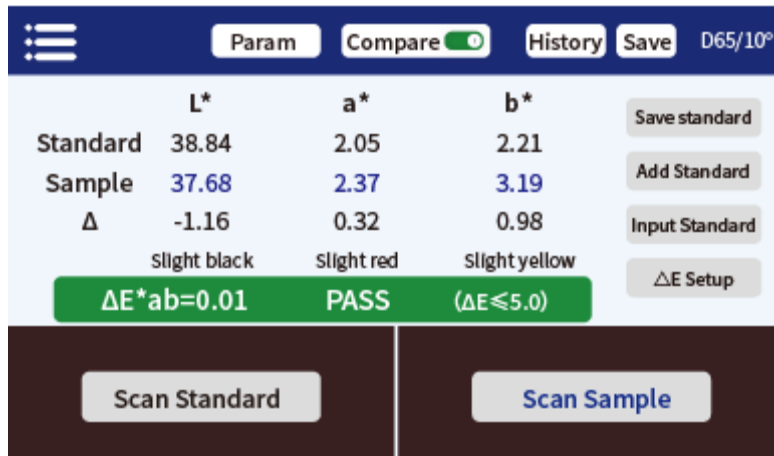 Param Compare History Save D65/10°
L* a* b*
Standard 38.84 2.05 2.21
Sample 37.68 2.37 3.19
Δ -1.16 0.32 0.98
Slight black Slight red Slight yellow
ΔE*ab=0.01 PASS (ΔE≤5.0)
Save standard
Add Standard
Input Standard
△E Setup
Scan Standard
Scan Sample